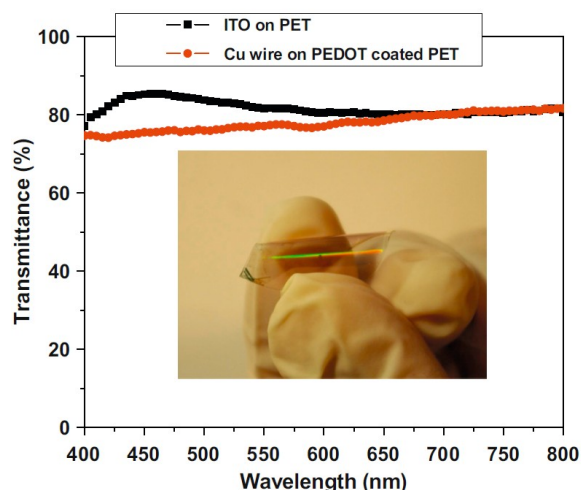 ITO on PET
Cu wire on PEDOT coated PET
Transmittance (%)
100
80
60
40
20
0
400 450 500 550 600 650 700 750 800
Wavelength (nm)